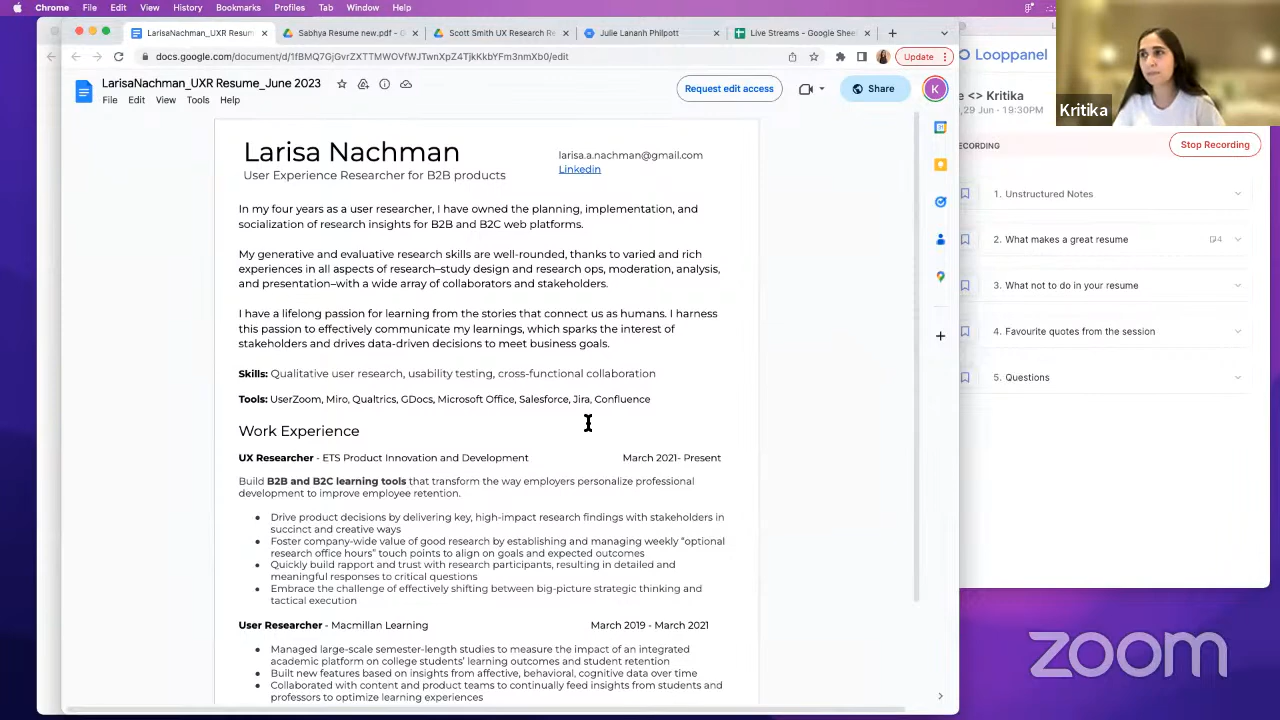 Chrome File Edit View History Bookmarks Profiles Tab Window Help
LarisaNachman_UXR Resum Sabhya Resume new.pdf - G Scott Smith UX Research Re Julie Lananh Philpott Live Streams - Google Shee
docs.google.com/document/d/1fBMQ7GjGvrZXTTMWOVfWJTwnXpZ4TjkKkbYFm3nmXb0/edit Update
LarisaNachman_UXR Resume_June 2023
File Edit View Tools Help
Request edit access Share K
Larisa Nachman
User Experience Researcher for B2B products
larisa.a.nachman@gmail.com
Linkedin
In my four years as a user researcher, I have owned the planning, implementation, and
socialization of research insights for B2B and B2C web platforms.
My generative and evaluative research skills are well-rounded, thanks to varied and rich
experiences in all aspects of research–study design and research ops, moderation, analysis,
and presentation–with a wide array of collaborators and stakeholders.
I have a lifelong passion for learning from the stories that connect us as humans. I harness
this passion to effectively communicate my learnings, which sparks the interest of
stakeholders and drives data-driven decisions to meet business goals.
Skills: Qualitative user research, usability testing, cross-functional collaboration
Tools: UserZoom, Miro, Qualtrics, GDocs, Microsoft Office, Salesforce, Jira, Confluence
Work Experience
UX Researcher - ETS Product Innovation and Development March 2021- Present
Build B2B and B2C learning tools that transform the way employers personalize professional
development to improve employee retention.
● Drive product decisions by delivering key, high-impact research findings with stakeholders in
succinct and creative ways
● Foster company-wide value of good research by establishing and managing weekly “optional
research office hours” touch points to align on goals and expected outcomes
● Quickly build rapport and trust with research participants, resulting in detailed and
meaningful responses to critical questions
● Embrace the challenge of effectively shifting between big-picture strategic thinking and
tactical execution
User Researcher - Macmillan Learning March 2019 - March 2021
● Managed large-scale semester-length studies to measure the impact of an integrated
academic platform on college students’ learning outcomes and student retention
● Built new features based on insights from affective, behavioral, cognitive data over time
● Collaborated with content and product teams to continually feed insights from students and
professors to optimize learning experiences
Looppanel
e <> Kritika
,29 Jun - 19:30PM
Kritika
ECORDING Stop Recording
1. Unstructured Notes
2. What makes a great resume 4
3. What not to do in your resume
4. Favourite quotes from the session
5. Questions
zoom